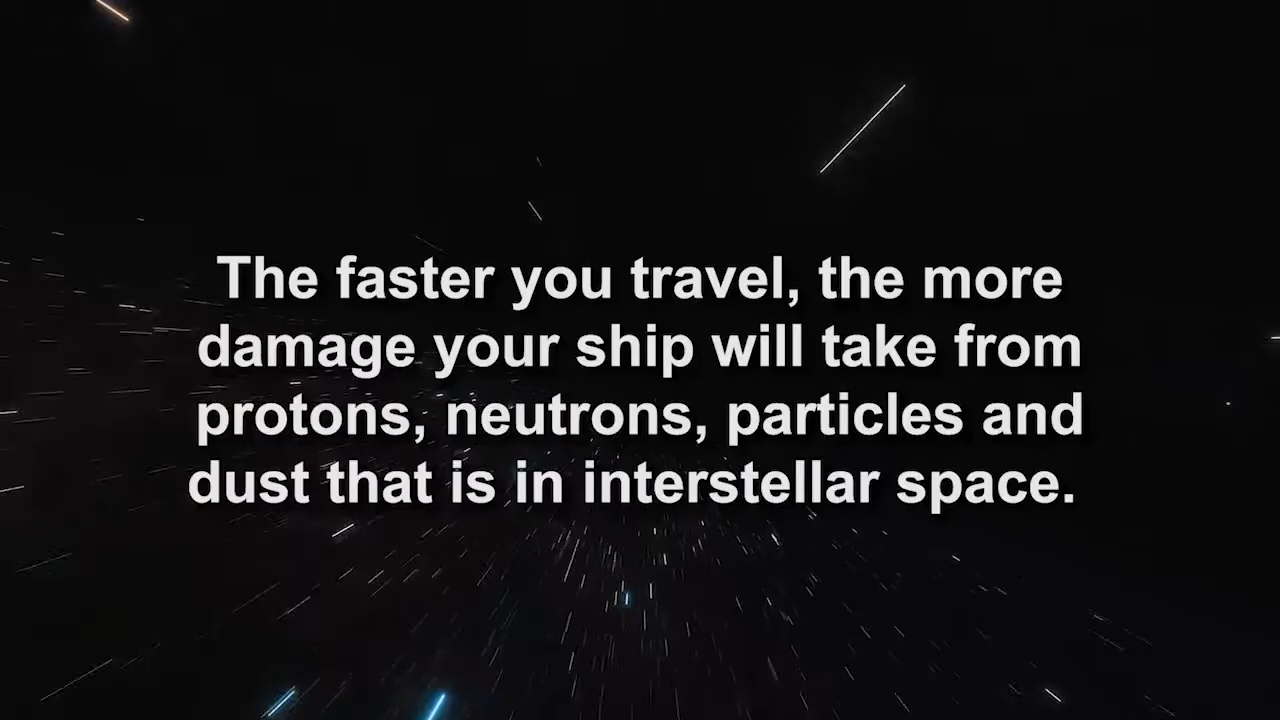 The faster you travel, the more
damage your ship will take from
protons, neutrons, particles and
dust that is in interstellar space.